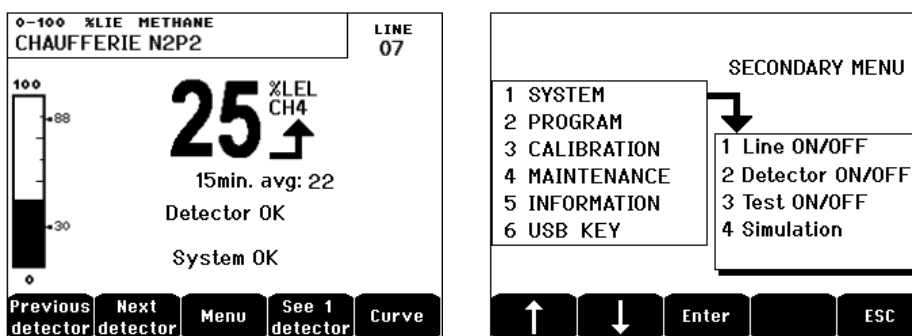 0-100 %LIE METHANE
CHAUFFERIE N2P2
LINE
07
100
88
30
0
25
%LEL
CH4
15min. avg: 22
Detector OK
System OK
Previous detector
Next detector
Menu
See 1 detector
Curve
SECONDARY MENU
1 SYSTEM
2 PROGRAM
3 CALIBRATION
4 MAINTENANCE
5 INFORMATION
6 USB KEY
1 Line ON/OFF
2 Detector ON/OFF
3 Test ON/OFF
4 Simulation
Enter
ESC